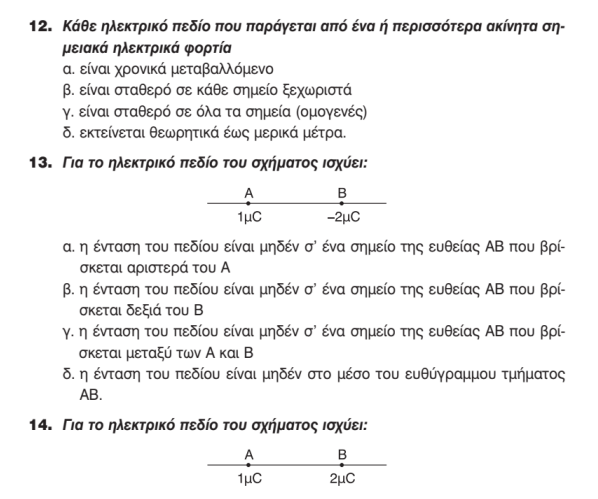 12. Κάθε ηλεκτρικό πεδίο που παράγεται από ένα ή περισσότερα ακίνητα ση-
μειακά ηλεκτρικά φορτία
α. είναι χρονικά μεταβαλλόμενο
β. είναι σταθερό σε κάθε σημείο ξεχωριστά
γ. είναι σταθερό σε όλα τα σημεία (ομογενές)
δ. εκτείνεται θεωρητικά έως μερικά μέτρα.
13. Για το ηλεκτρικό πεδίο του σχήματος ισχύει:
Α Β
1μC −2μC
α. η ένταση του πεδίου είναι μηδέν σ' ένα σημείο της ευθείας ΑΒ που βρί-
σκεται αριστερά του Α
β. η ένταση του πεδίου είναι μηδέν σ' ένα σημείο της ευθείας ΑΒ που βρί-
σκεται δεξιά του Β
γ. η ένταση του πεδίου είναι μηδέν σ' ένα σημείο της ευθείας ΑΒ που βρί-
σκεται μεταξύ των Α και Β
δ. η ένταση του πεδίου είναι μηδέν στο μέσο του ευθύγραμμου τμήματος
ΑΒ.
14. Για το ηλεκτρικό πεδίο του σχήματος ισχύει:
Α Β
1μC 2μC